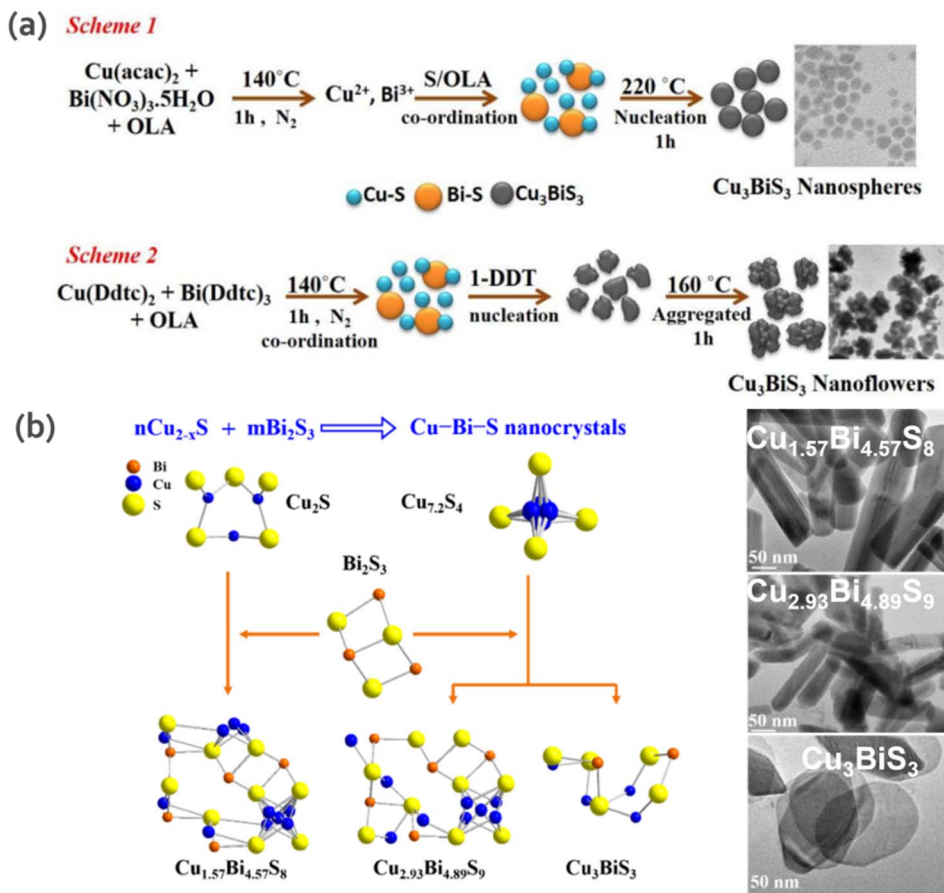 (a) Scheme 1
Cu(acac)₂ +
Bi(NO₃)₃.5H₂O
+ OLA
140°C
1h , N₂
Cu²⁺, Bi³⁺
S/OLA
co-ordination
220 °C
Nucleation
1h
Cu₃BiS₃ Nanospheres
Cu-S Bi-S Cu₃BiS₃
Scheme 2
Cu(Ddtc)₂ + Bi(Ddtc)₃
+ OLA
140°C
1h , N₂
co-ordination
1-DDT
nucleation
160 °C
Aggregated
1h
Cu₃BiS₃ Nanoflowers
(b)
nCu₂₋ₓS + mBi₂S₃ Cu−Bi−S nanocrystals
Bi
Cu
S
Cu₂S
Cu₇.₂S₄
Bi₂S₃
Cu₁.₅₇Bi₄.₅₇S₈
Cu₂.₉₃Bi₄.₈₉S₉
Cu₃BiS₃
Cu₁.₅₇Bi₄.₅₇S₈
50 nm
Cu₂.₉₃Bi₄.₈₉S₉
50 nm
Cu₃BiS₃
50 nm